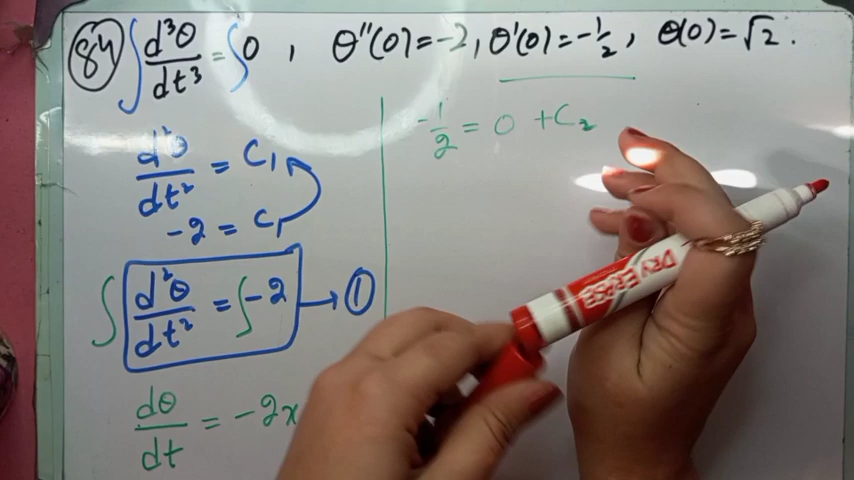 84 ∫ d³θ/dt³ = ∫ 0 , θ''(0) = -2, θ'(0) = -1/2, θ(0) = √2.
d²θ/dt² = C₁
-2 = C₁
∫ d²θ/dt² = ∫ -2 → ①
dθ/dt = -2x
-1/2 = 0 + C₂
DRY ERASE